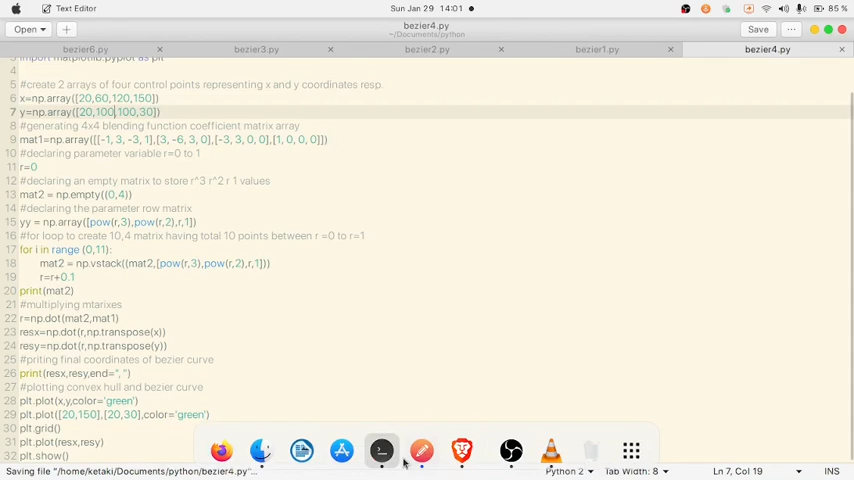 Text Editor
Sun Jan 29 14:01
85 %
Open
bezier4.py
~/Documents/python
Save
bezier6.py
bezier3.py
bezier2.py
bezier1.py
bezier4.py
3 import matplotlib.pyplot as plt
4
5 #create 2 arrays of four control points representing x and y coordinates resp.
6 x=np.array([20,60,120,150])
7 y=np.array([20,100,100,30])
8 #generating 4x4 blending function coefficient matrix array
9 mat1=np.array([[-1, 3, -3, 1],[3, -6, 3, 0],[-3, 3, 0, 0],[1, 0, 0, 0]])
10 #declaring parameter variable r=0 to 1
11 r=0
12 #declaring an empty matrix to store r^3 r^2 r 1 values
13 mat2 = np.empty((0,4))
14 #declaring the parameter row matrix
15 yy = np.array([pow(r,3),pow(r,2),r,1])
16 #for loop to create 10,4 matrix having total 10 points between r =0 to r=1
17 for i in range (0,11):
18 mat2 = np.vstack((mat2,[pow(r,3),pow(r,2),r,1]))
19 r=r+0.1
20 print(mat2)
21 #multiplying mtarixes
22 r=np.dot(mat2,mat1)
23 resx=np.dot(r,np.transpose(x))
24 resy=np.dot(r,np.transpose(y))
25 #priting final coordinates of bezier curve
26 print(resx,resy,end=", ")
27 #plotting convex hull and bezier curve
28 plt.plot(x,y,color='green')
29 plt.plot([20,150],[20,30],color='green')
30 plt.grid()
31 plt.plot(resx,resy)
32 plt.show()
Saving file "/home/ketaki/Documents/python/bezier4.py"...
Python 2
Tab Width: 8
Ln 7, Col 19
INS